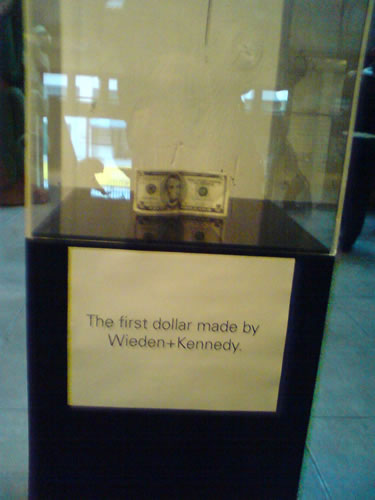 The first dollar made by
Wieden+Kennedy.